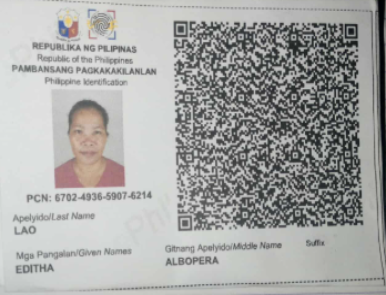 REPUBLIKA NG PILIPINAS
Republic of the Philippines
PAMBANSANG PAGKAKAKILANLAN
Philippine Identification
PCN: 6702-4936-5907-6214
Apelyido/Last Name
LAO
Mga Pangalan/Given Names
EDITHA
Gitnang Apelyido/Middle Name
ALBOPERA
Suffix